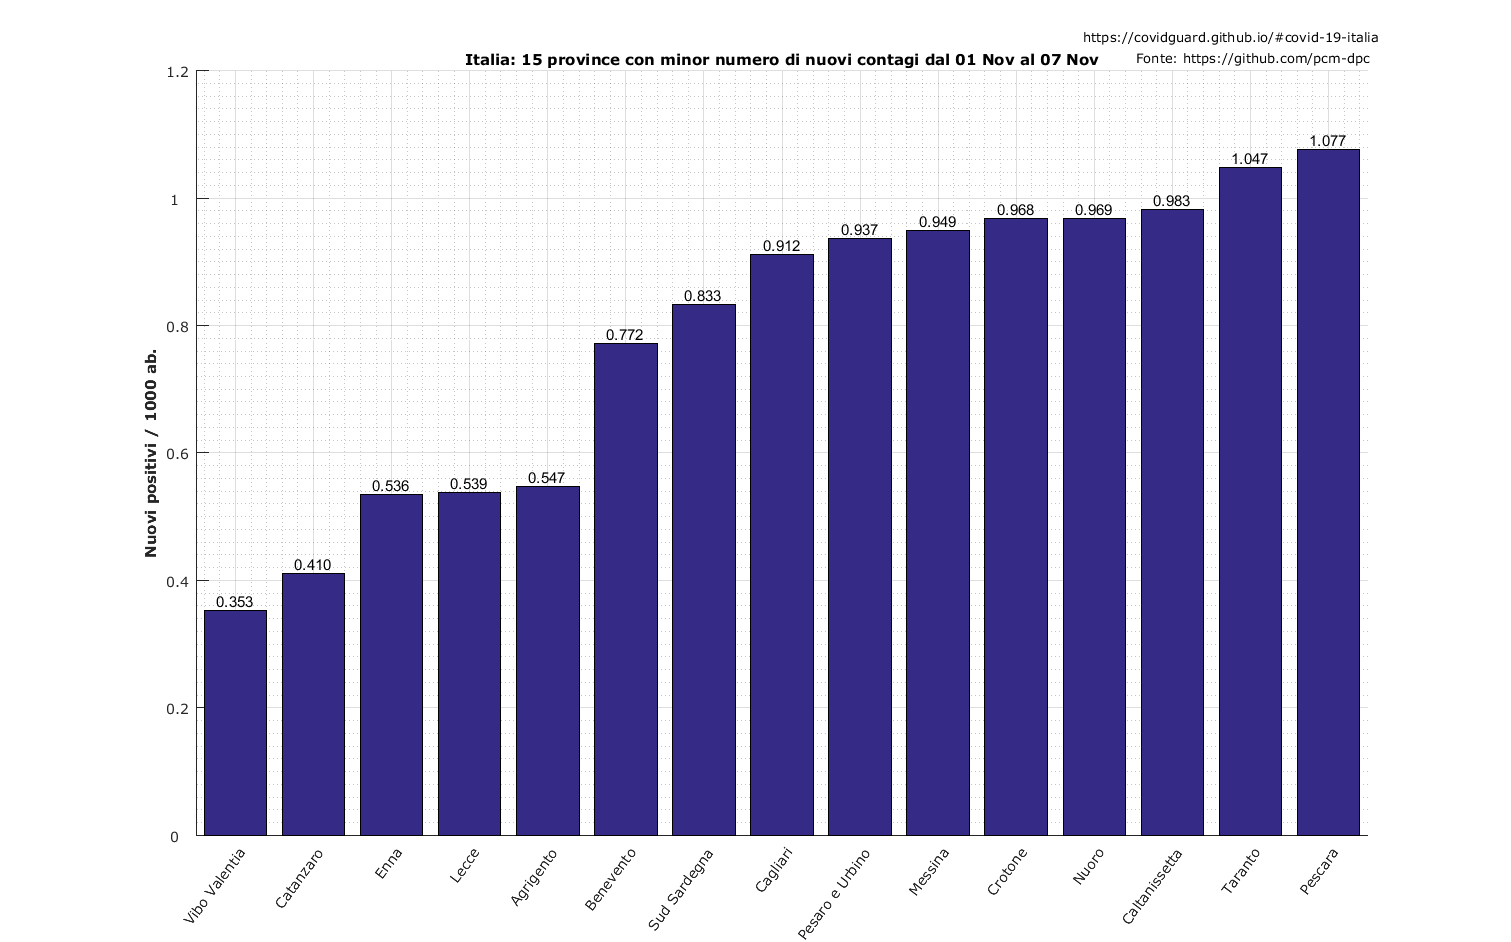 https://covidguard.github.io/#covid-19-italia
Italia: 15 province con minor numero di nuovi contagi dal 01 Nov al 07 Nov
Fonte: https://github.com/pcm-dpc
Nuovi positivi / 1000 ab.
1.2
1
0.8
0.6
0.4
0.2
0
0.353
0.410
0.536
0.539
0.547
0.772
0.833
0.912
0.937
0.949
0.968
0.969
0.983
1.047
1.077
Vibo Valentia
Catanzaro
Enna
Lecce
Agrigento
Benevento
Sud Sardegna
Cagliari
Pesaro e Urbino
Messina
Crotone
Nuoro
Caltanissetta
Taranto
Pescara